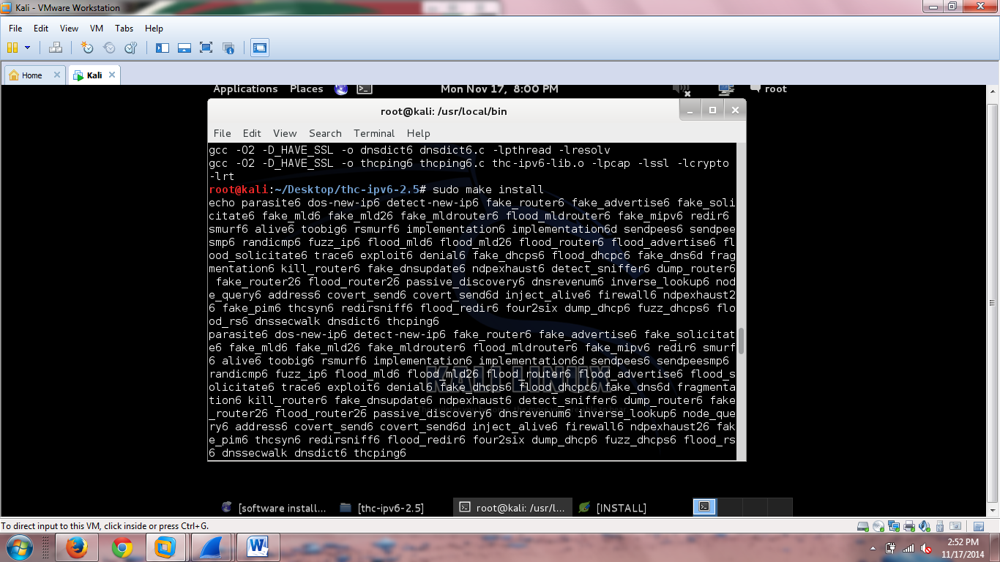 Kali - VMware Workstation
File Edit View VM Tabs Help
Home Kali
Applications Places Mon Nov 17, 8:00 PM root
root@kali: /usr/local/bin
File Edit View Search Terminal Help
gcc -O2 -D_HAVE_SSL -o dnsdict6 dnsdict6.c -lpthread -lresolv
gcc -O2 -D_HAVE_SSL -o thcping6 thcping6.c thc-ipv6-lib.o -lpcap -lssl -lcrypto
-lrt
root@kali:~/Desktop/thc-ipv6-2.5# sudo make install
echo parasite6 dos-new-ip6 detect-new-ip6 fake_router6 fake_advertise6 fake_soli
citate6 fake_mld6 fake_mld26 fake_mldrouter6 flood_mldrouter6 fake_mipv6 redir6
smurf6 alive6 toobig6 rsmurf6 implementation6 implementation6d sendpees6 sendpee
smp6 randicmp6 fuzz_ip6 flood_mld6 flood_mld26 flood_router6 flood_advertise6 fl
ood_solicitate6 trace6 exploit6 denial6 fake_dhcps6 flood_dhcpc6 fake_dns6d frag
mentation6 kill_router6 fake_dnsupdate6 ndpexhaust6 detect_sniffer6 dump_router6
fake_router26 flood_router26 passive_discovery6 dnsrevenum6 inverse_lookup6 nod
e_query6 address6 covert_send6 covert_send6d inject_alive6 firewall6 ndpexhaust2
6 fake_pim6 thcsyn6 redirsniff6 flood_redir6 four2six dump_dhcp6 fuzz_dhcps6 flo
od_rs6 dnssecwalk dnsdict6 thcping6
parasite6 dos-new-ip6 detect-new-ip6 fake_router6 fake_advertise6 fake_solicitat
e6 fake_mld6 fake_mld26 fake_mldrouter6 flood_mldrouter6 fake_mipv6 redir6 smurf
6 alive6 toobig6 rsmurf6 implementation6 implementation6d sendpees6 sendpeesmp6
randicmp6 fuzz_ip6 flood_mld6 flood_mld26 flood_router6 flood_advertise6 flood_s
olicitate6 trace6 exploit6 denial6 fake_dhcps6 flood_dhcpc6 fake_dns6d fragmenta
tion6 kill_router6 fake_dnsupdate6 ndpexhaust6 detect_sniffer6 dump_router6 fake
_router26 flood_router26 passive_discovery6 dnsrevenum6 inverse_lookup6 node_que
ry6 address6 covert_send6 covert_send6d inject_alive6 firewall6 ndpexhaust26 fak
e_pim6 thcsyn6 redirsniff6 flood_redir6 four2six dump_dhcp6 fuzz_dhcps6 flood_rs
6 dnssecwalk dnsdict6 thcping6
KALI LINUX
[software install... [thc-ipv6-2.5] root@kali: /usr/l... [INSTALL]
To direct input to this VM, click inside or press Ctrl+G.
2:52 PM
11/17/2014